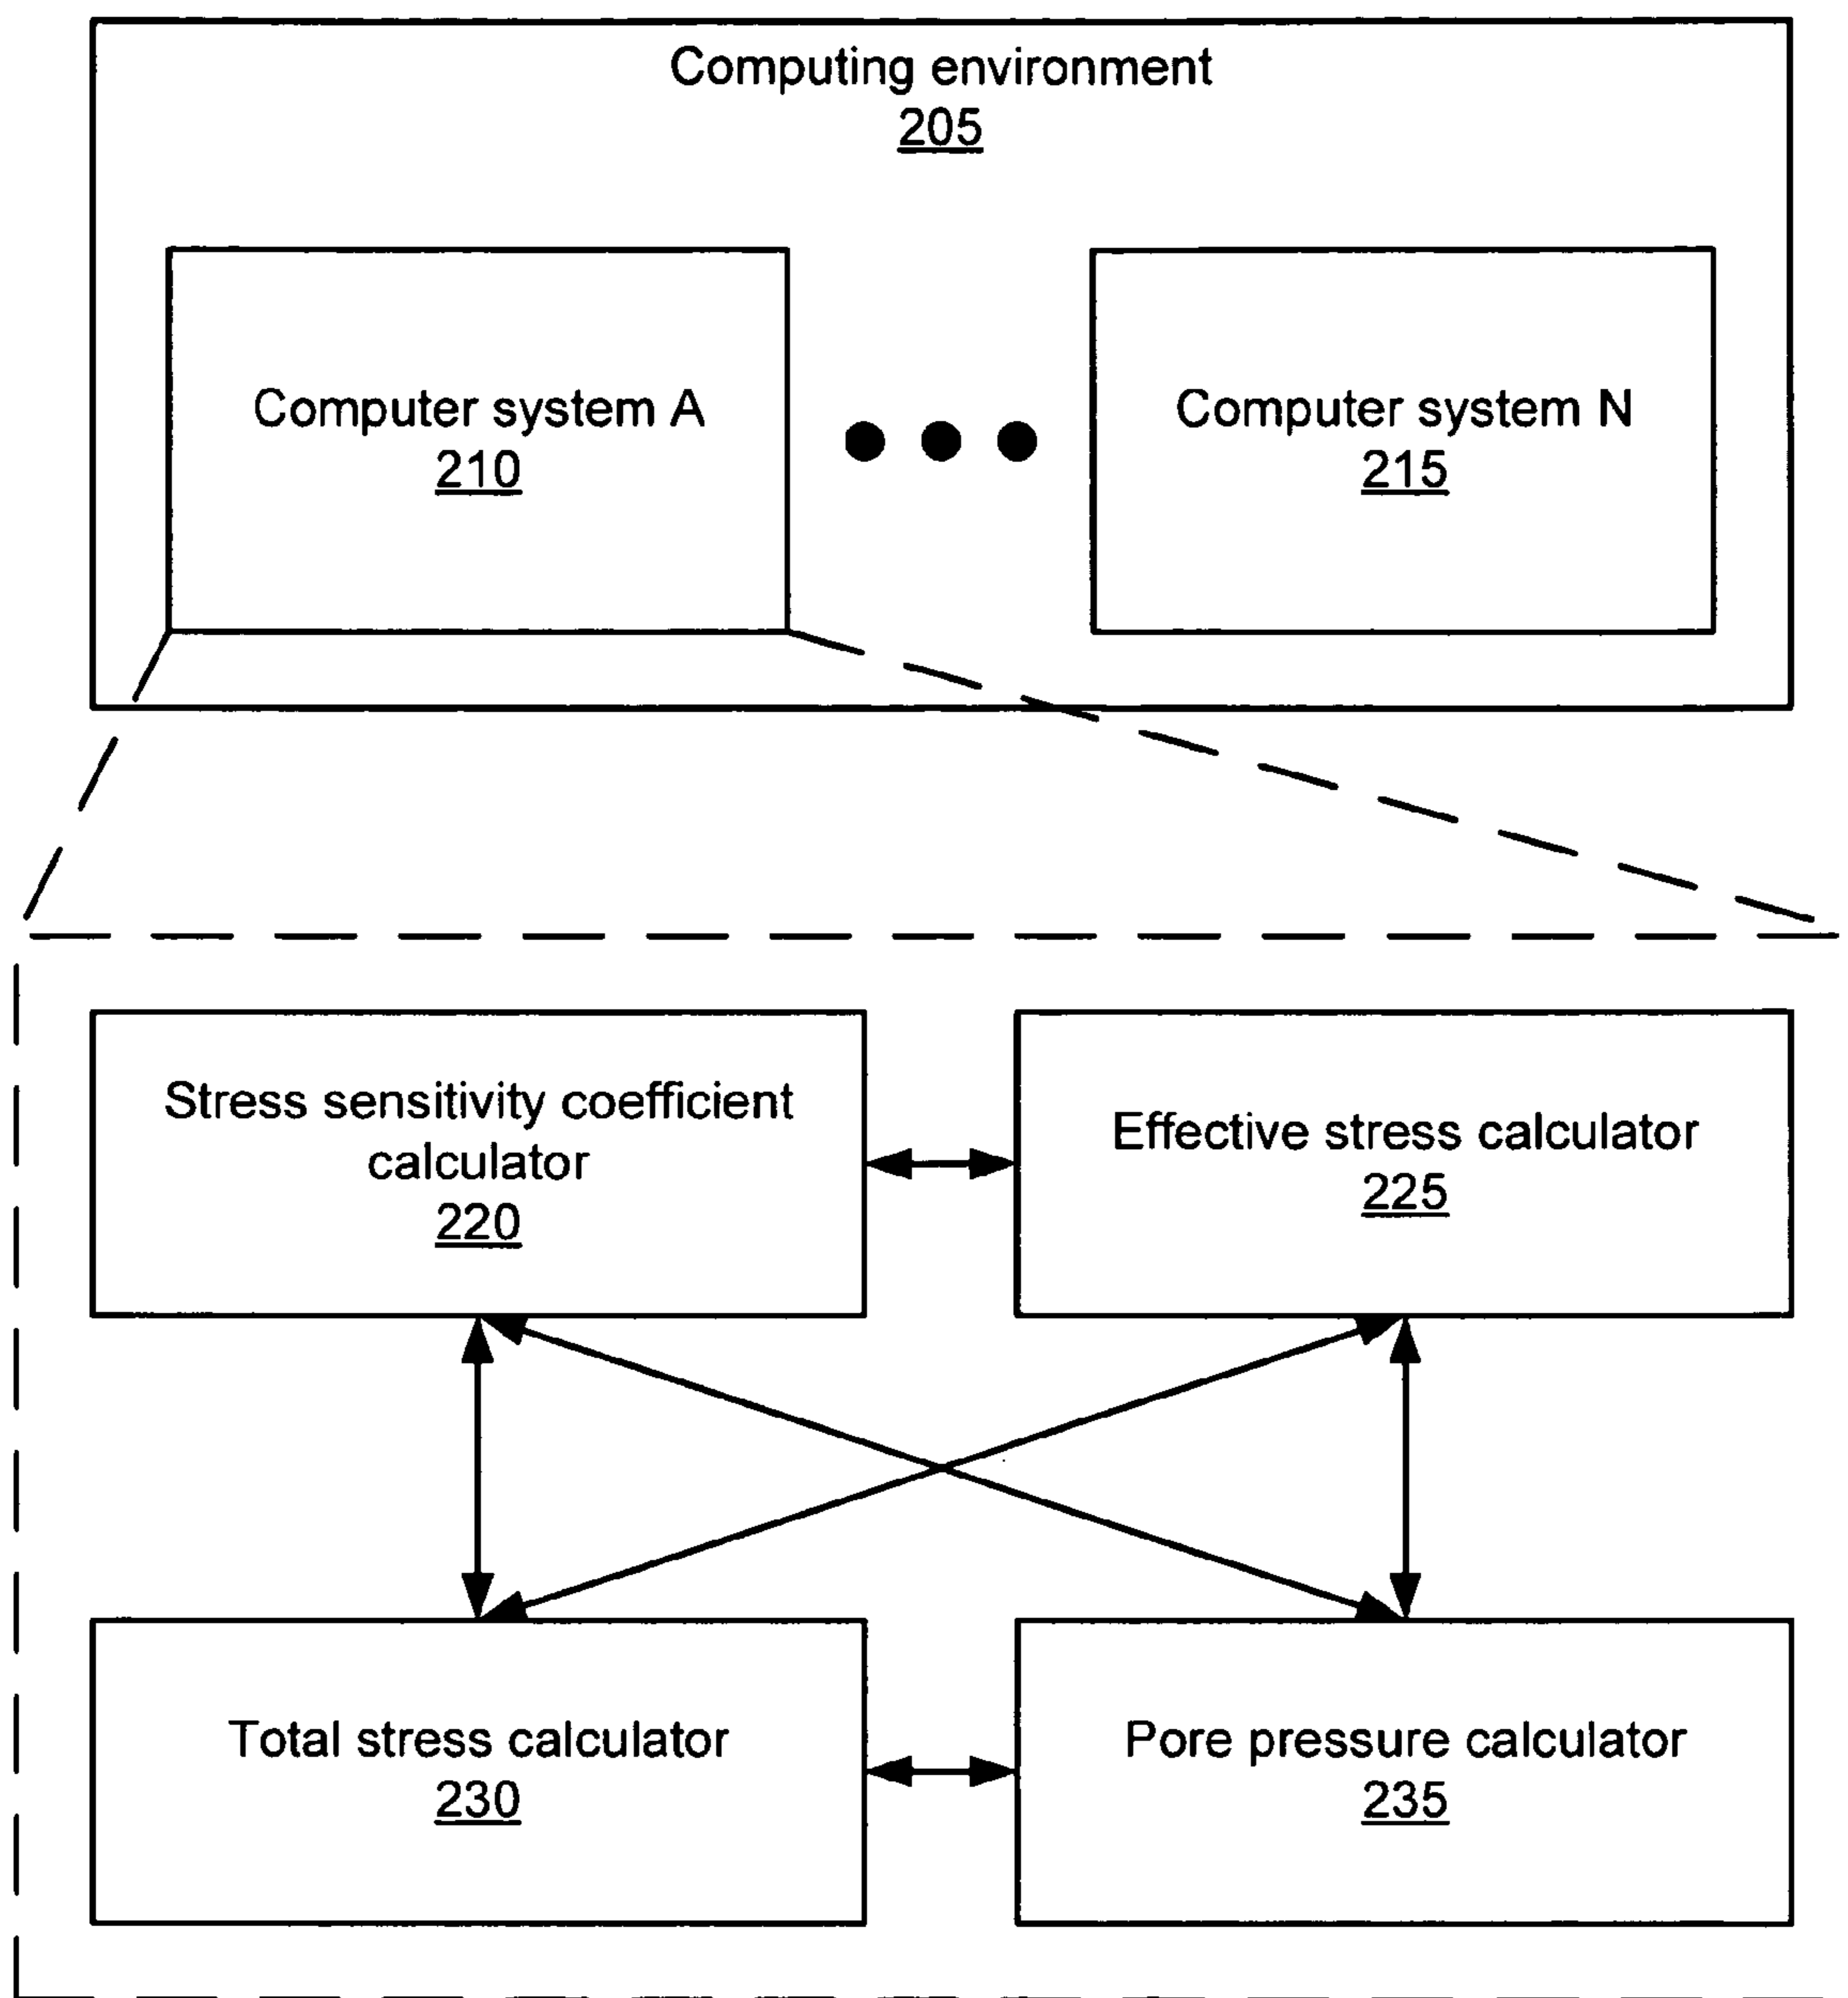 Computing environment
205
Computer system A
210
Computer system N
215
Stress sensitivity coefficient
calculator
220
Effective stress calculator
225
Total stress calculator
230
Pore pressure calculator
235